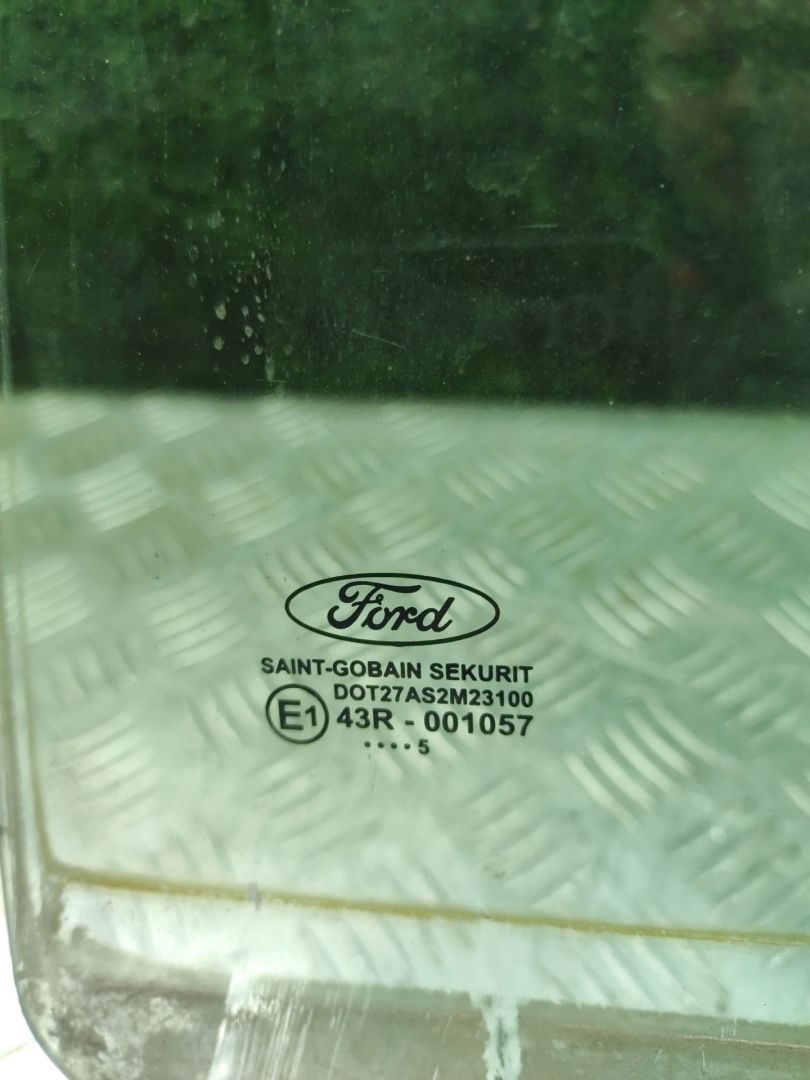 Ford
SAINT-GOBAIN SEKURIT
DOT27AS2M23100
E1 43R - 001057
.... 5